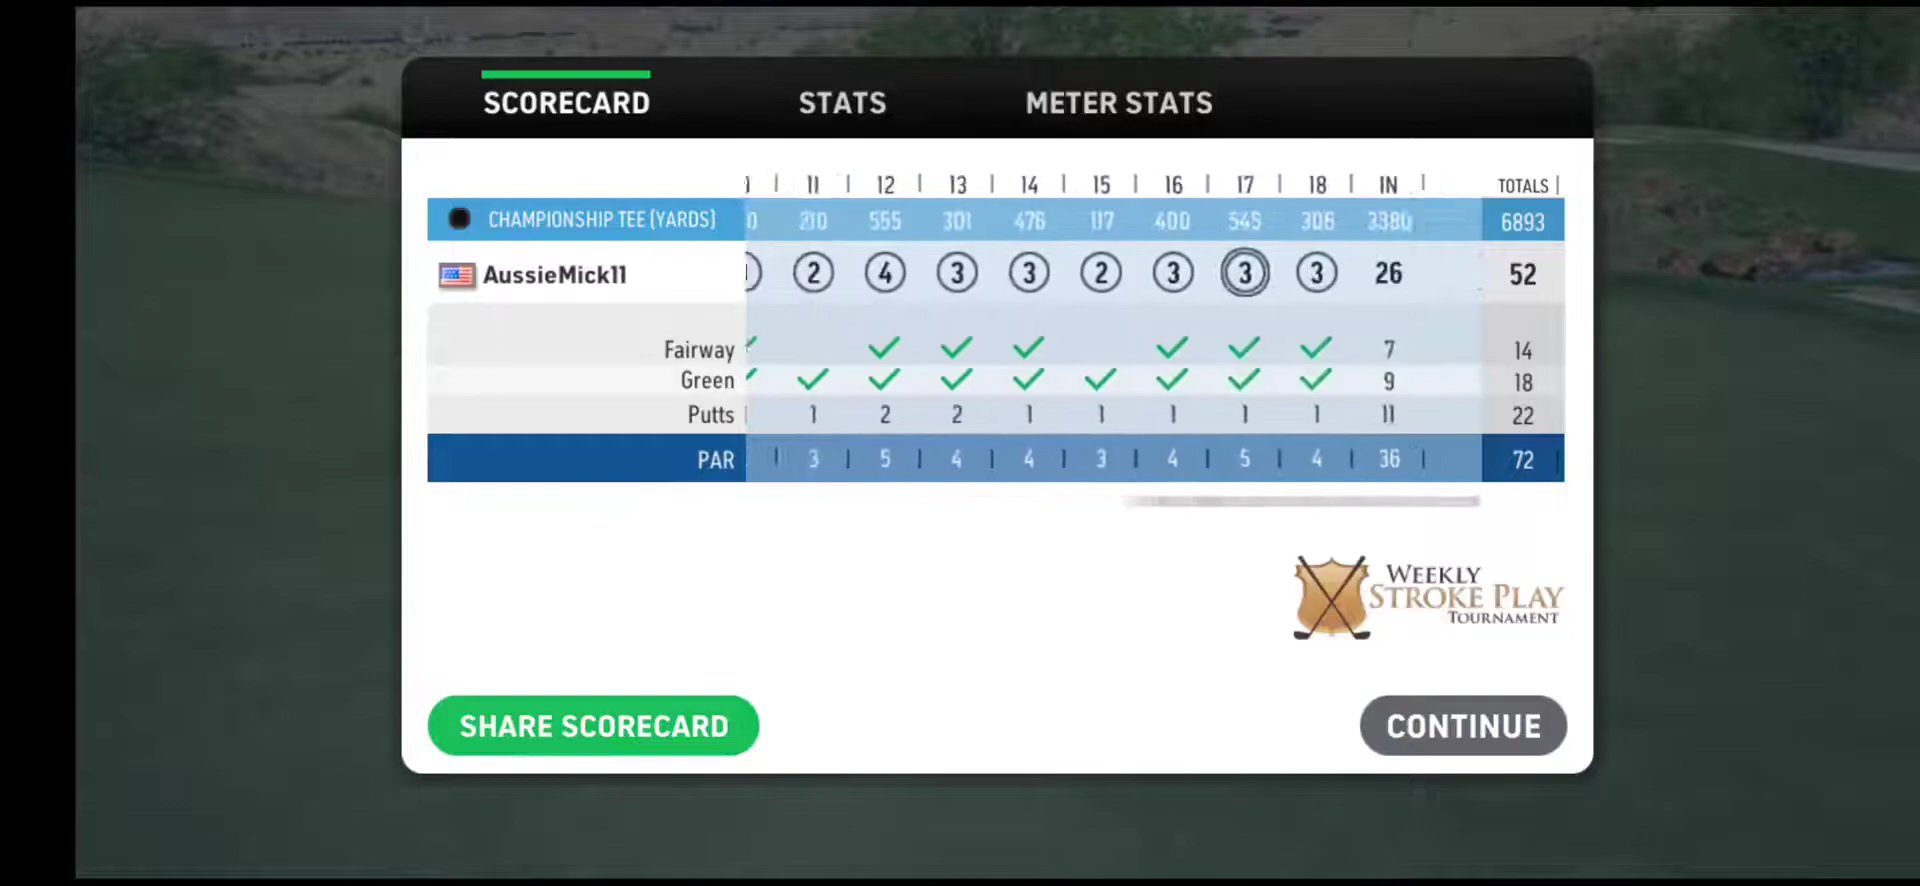 SCORECARD STATS METER STATS
11 12 13 14 15 16 17 18 IN TOTALS
CHAMPIONSHIP TEE (YARDS) 210 555 301 476 117 400 545 306 3380 6893
AussieMick11 2 4 3 3 2 3 3 3 26 52
Fairway 7 14
Green 9 18
Putts 1 2 2 1 1 1 1 1 11 22
PAR 3 5 4 4 3 4 5 4 36 72
WEEKLY
STROKE PLAY
TOURNAMENT
SHARE SCORECARD CONTINUE